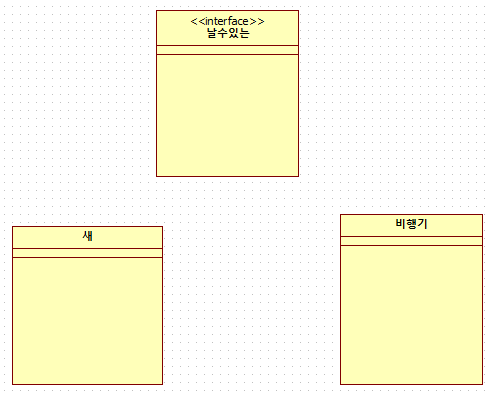 <<interface>>
날수있는
새
비행기